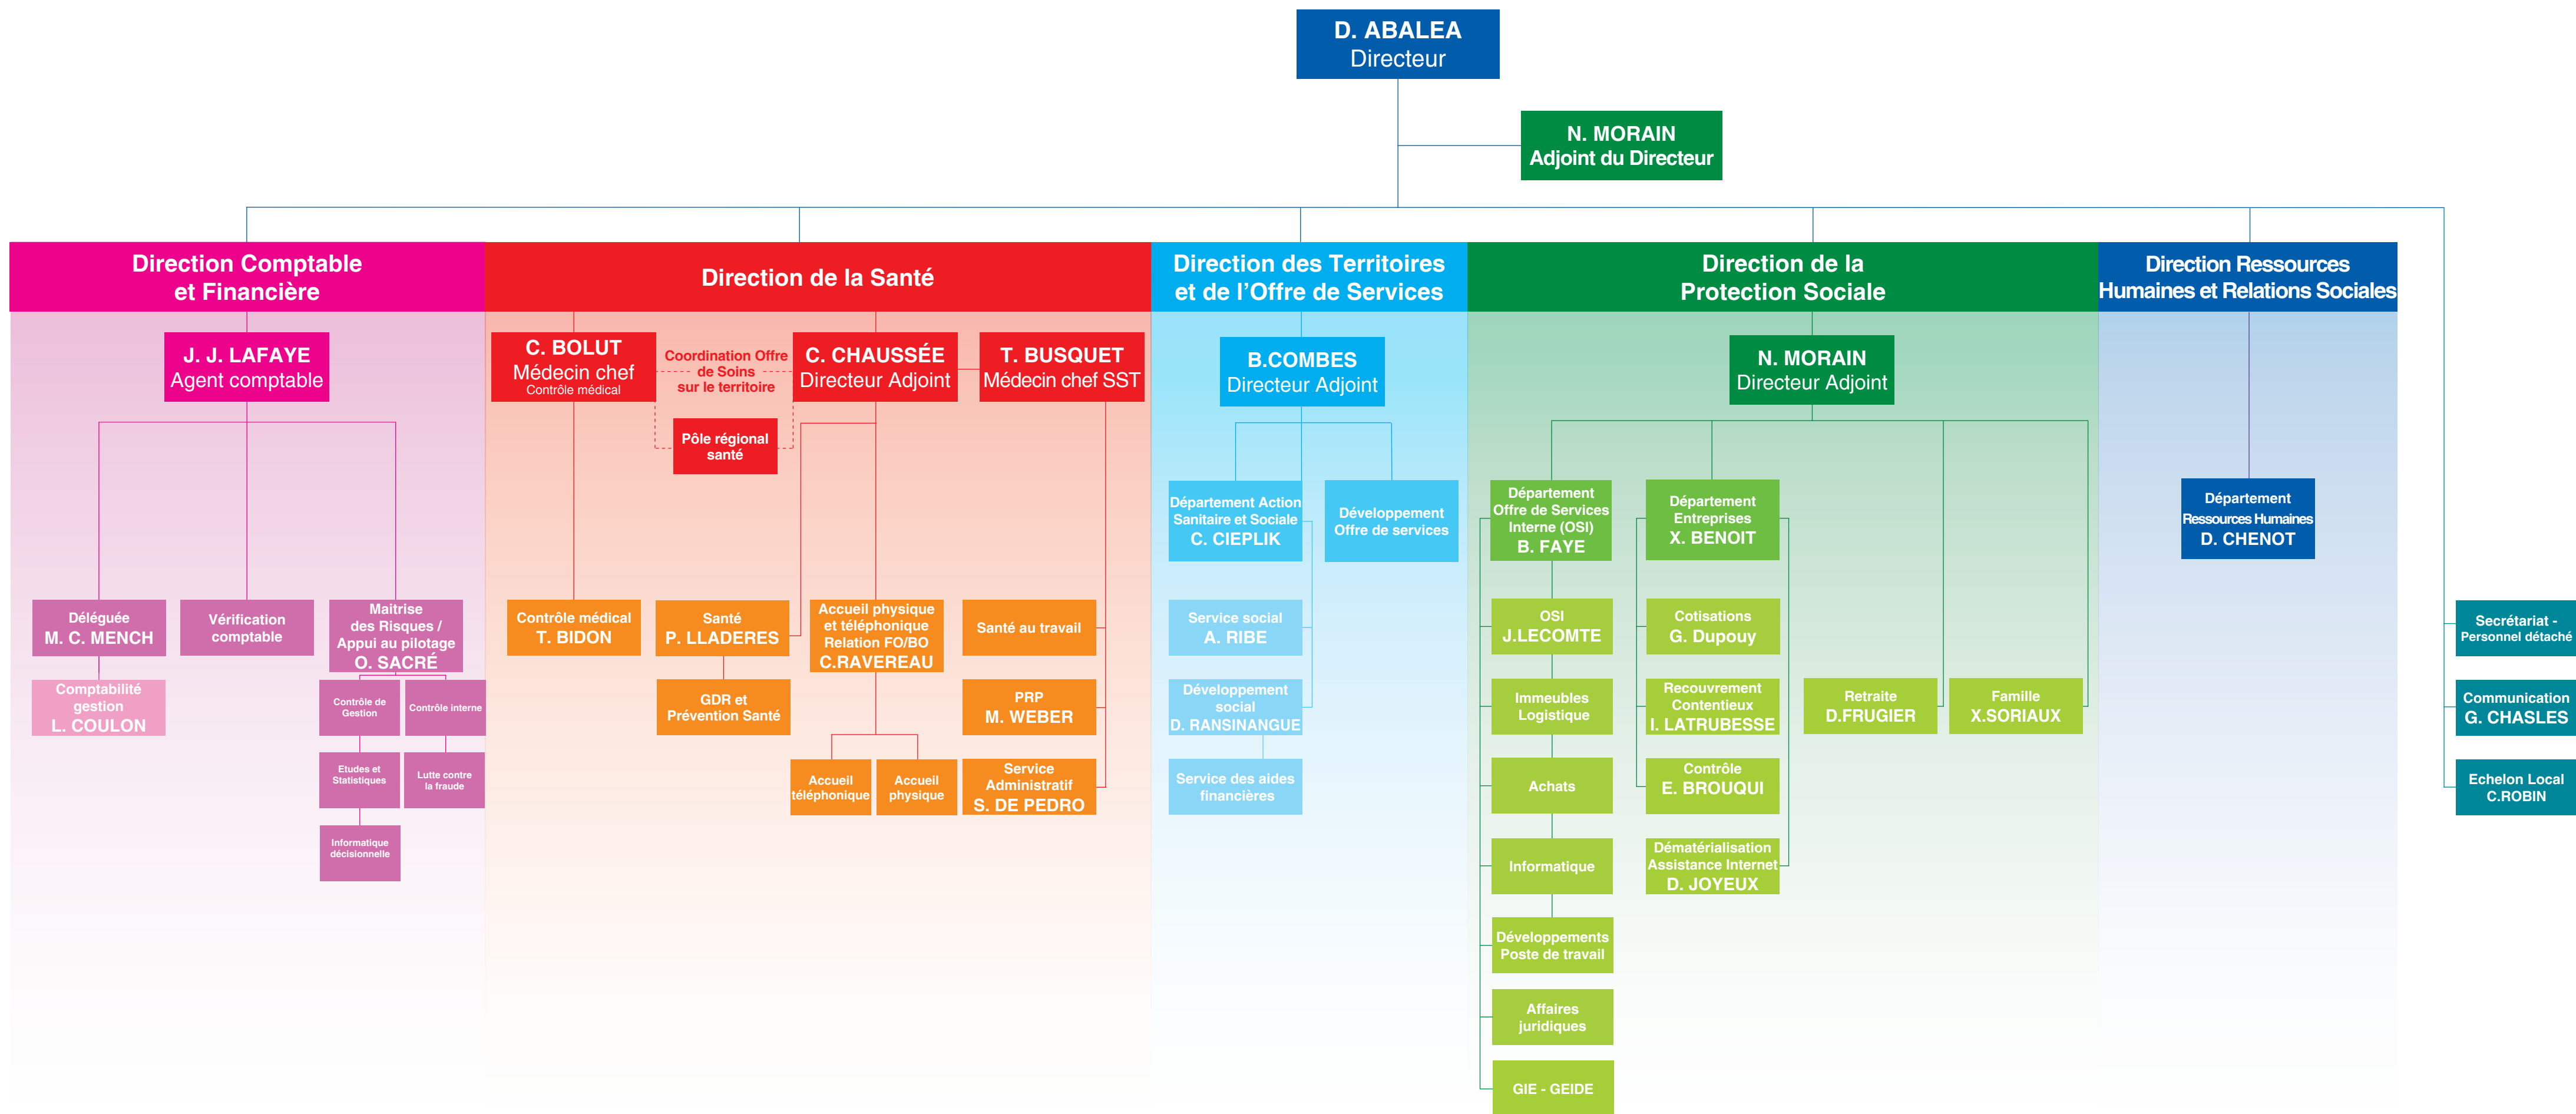 D. ABALEA
Directeur
N. MORAIN
Adjoint du Directeur
Direction Comptable
et Financière
Direction de la Santé
Direction des Territoires
et de l'Offre de Services
Direction de la
Protection Sociale
Direction Ressources
Humaines et Relations Sociales
J. J. LAFAYE
Agent comptable
C. BOLUT
Médecin chef
Contrôle médical
Coordination Offre
de Soins
sur le territoire
C. CHAUSSÉE
Directeur Adjoint
T. BUSQUET
Médecin chef SST
B.COMBES
Directeur Adjoint
N. MORAIN
Directeur Adjoint
Pôle régional
santé
Département Action
Sanitaire et Sociale
C. CIEPLIK
Développement
Offre de services
Département
Offre de Services
Interne (OSI)
B. FAYE
Département
Entreprises
X. BENOIT
Département
Ressources Humaines
D. CHENOT
Déléguée
M. C. MENCH
Vérification
comptable
Maitrise
des Risques /
Appui au pilotage
O. SACRÉ
Contrôle médical
T. BIDON
Santé
P. LLADERES
Accueil physique
et téléphonique
Relation FO/BO
C.RAVEREAU
Santé au travail
Service social
A. RIBE
OSI
J.LECOMTE
Cotisations
G. Dupouy
Secrétariat -
Personnel détaché
Comptabilité
gestion
L. COULON
Contrôle de
Gestion
Contrôle interne
GDR et
Prévention Santé
PRP
M. WEBER
Développement
social
D. RANSINANGUE
Immeubles
Logistique
Recouvrement
Contentieux
I. LATRUBESSE
Retraite
D.FRUGIER
Famille
X.SORIAUX
Communication
G. CHASLES
Etudes et
Statistiques
Lutte contre
la fraude
Accueil
téléphonique
Accueil
physique
Service
Administratif
S. DE PEDRO
Service des aides
financières
Achats
Contrôle
E. BROUQUI
Echelon Local
C.ROBIN
Informatique
décisionnelle
Informatique
Dématérialisation
Assistance Internet
D. JOYEUX
Développements
Poste de travail
Affaires
juridiques
GIE - GEIDE